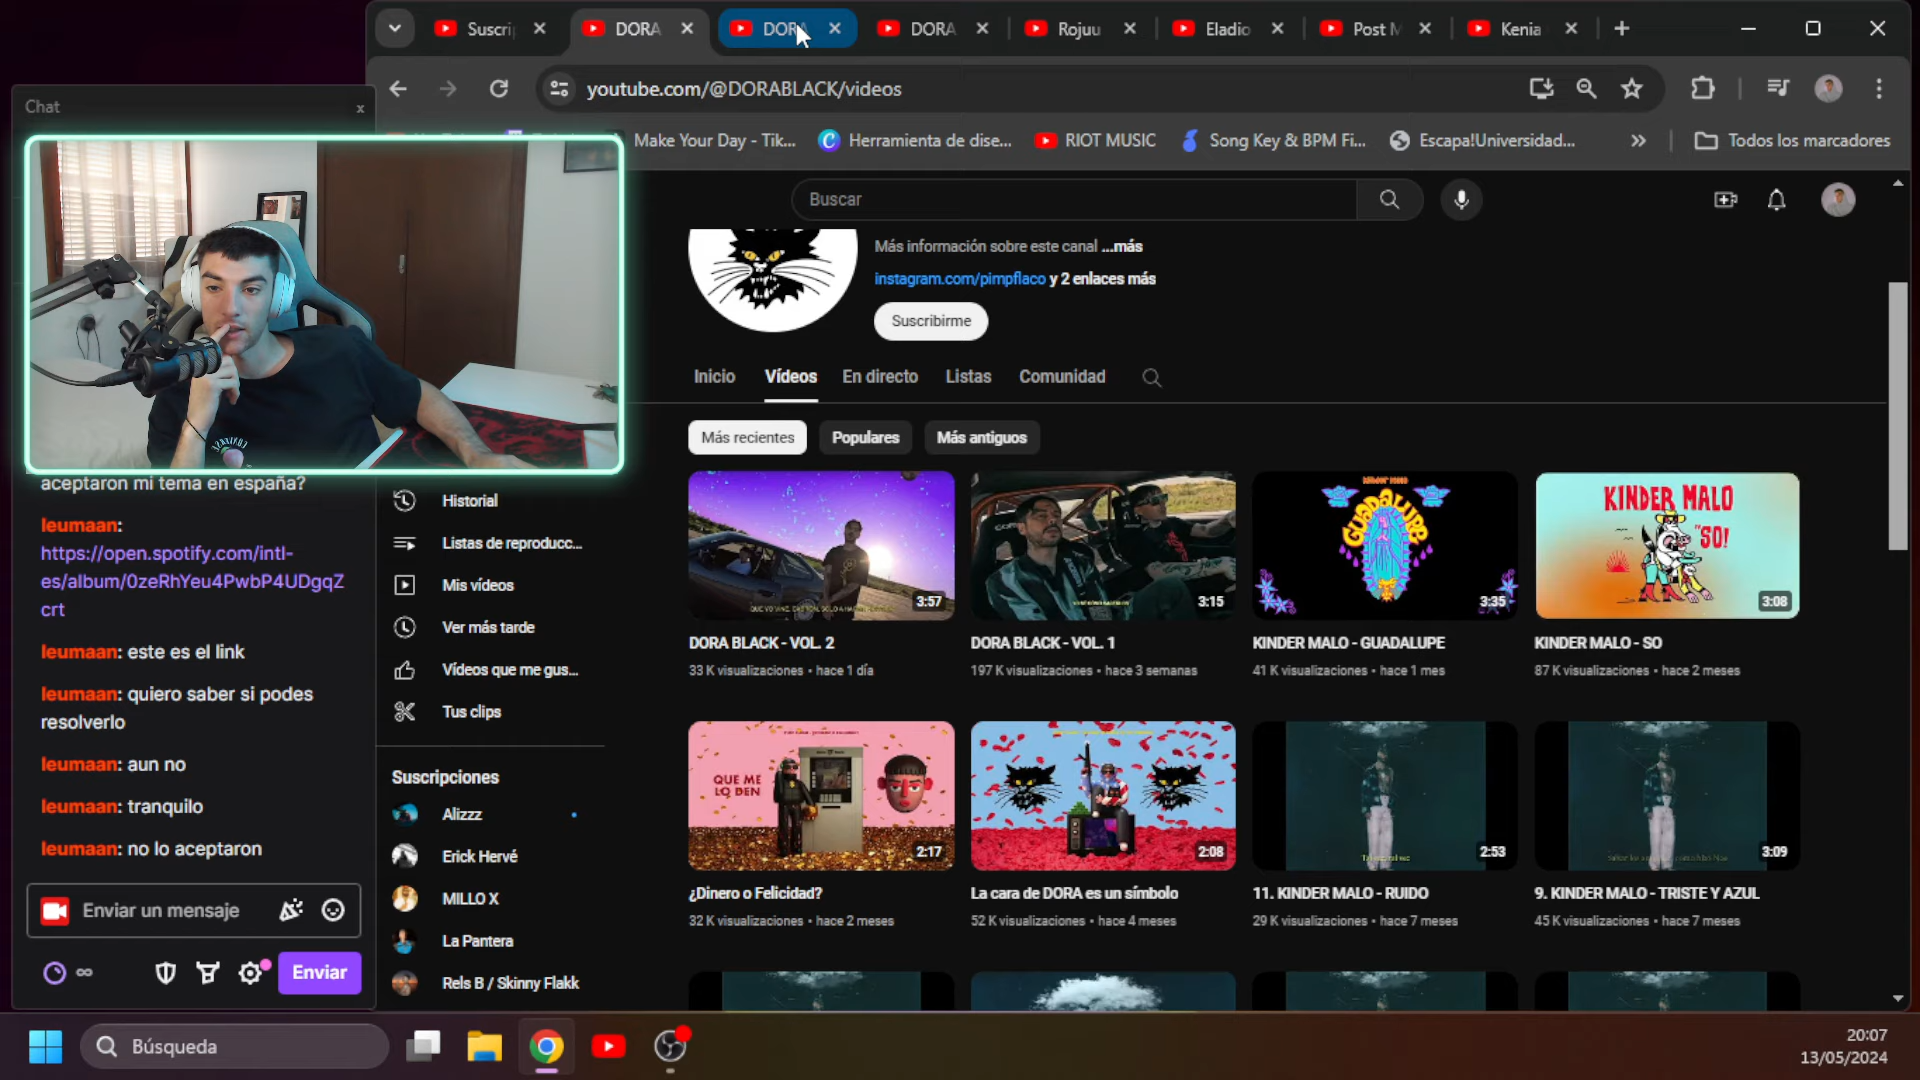 Suscri
DORA
DORA
DORA
Rojuu
Eladio
Post M
Kenia
youtube.com/@DORABLACK/videos
Make Your Day - Tik...
Herramienta de dise...
RIOT MUSIC
Song Key & BPM Fi...
Escapa!Universidad...
Todos los marcadores
Chat
x
aceptaron mi tema en españa?
leumaan:
https://open.spotify.com/intl-
es/album/0zeRhYeu4PwbP4UDgqZ
crt
leumaan: este es el link
leumaan: quiero saber si podes
resolverlo
leumaan: aun no
leumaan: tranquilo
leumaan: no lo aceptaron
Enviar un mensaje
Enviar
Buscar
Más información sobre este canal ...más
instagram.com/pimpflaco y 2 enlaces más
Suscribirme
Inicio
Vídeos
En directo
Listas
Comunidad
Más recientes
Populares
Más antiguos
Historial
Listas de reproducc...
Mis vídeos
Ver más tarde
Vídeos que me gus...
Tus clips
Suscripciones
Alizzz
Erick Hervé
MILLO X
La Pantera
Rels B / Skinny Flakk
3:57
DORA BLACK - VOL. 2
33 K visualizaciones • hace 1 día
3:15
DORA BLACK - VOL. 1
197 K visualizaciones • hace 3 semanas
GUADALUPE
3:35
KINDER MALO - GUADALUPE
41 K visualizaciones • hace 1 mes
KINDER MALO
"SO!
3:08
KINDER MALO - SO
87 K visualizaciones • hace 2 meses
QUE ME
LO DEN
2:17
¿Dinero o Felicidad?
32 K visualizaciones • hace 2 meses
2:08
La cara de DORA es un símbolo
52 K visualizaciones • hace 4 meses
2:53
11. KINDER MALO - RUIDO
29 K visualizaciones • hace 7 meses
3:09
9. KINDER MALO - TRISTE Y AZUL
45 K visualizaciones • hace 7 meses
Búsqueda
20:07
13/05/2024